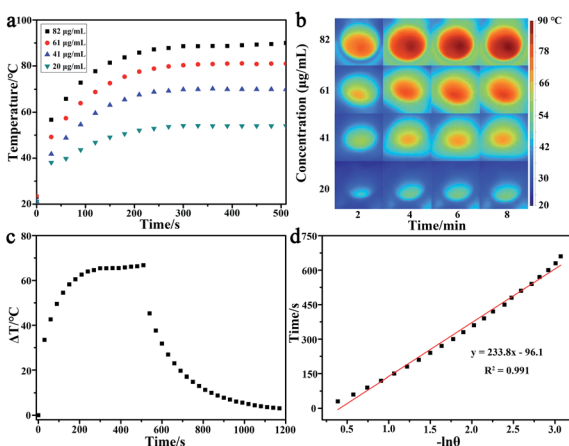 a
82 μg/mL
61 μg/mL
41 μg/mL
20 μg/mL
Temperature/°C
100
80
60
40
20
0 100 200 300 400 500
Time/s
b
Concentration (μg/mL)
82
61
41
20
2 4 6 8
Time/min
90 °C
78
67
55
43
32
20
c
ΔT/°C
80
60
40
20
0
0 200 400 600 800 1000 1200
Time/s
d
Time/s
750
600
450
300
150
0
0.5 1.0 1.5 2.0 2.5 3.0
-lnθ
y = 233.8x - 96.1
R² = 0.991